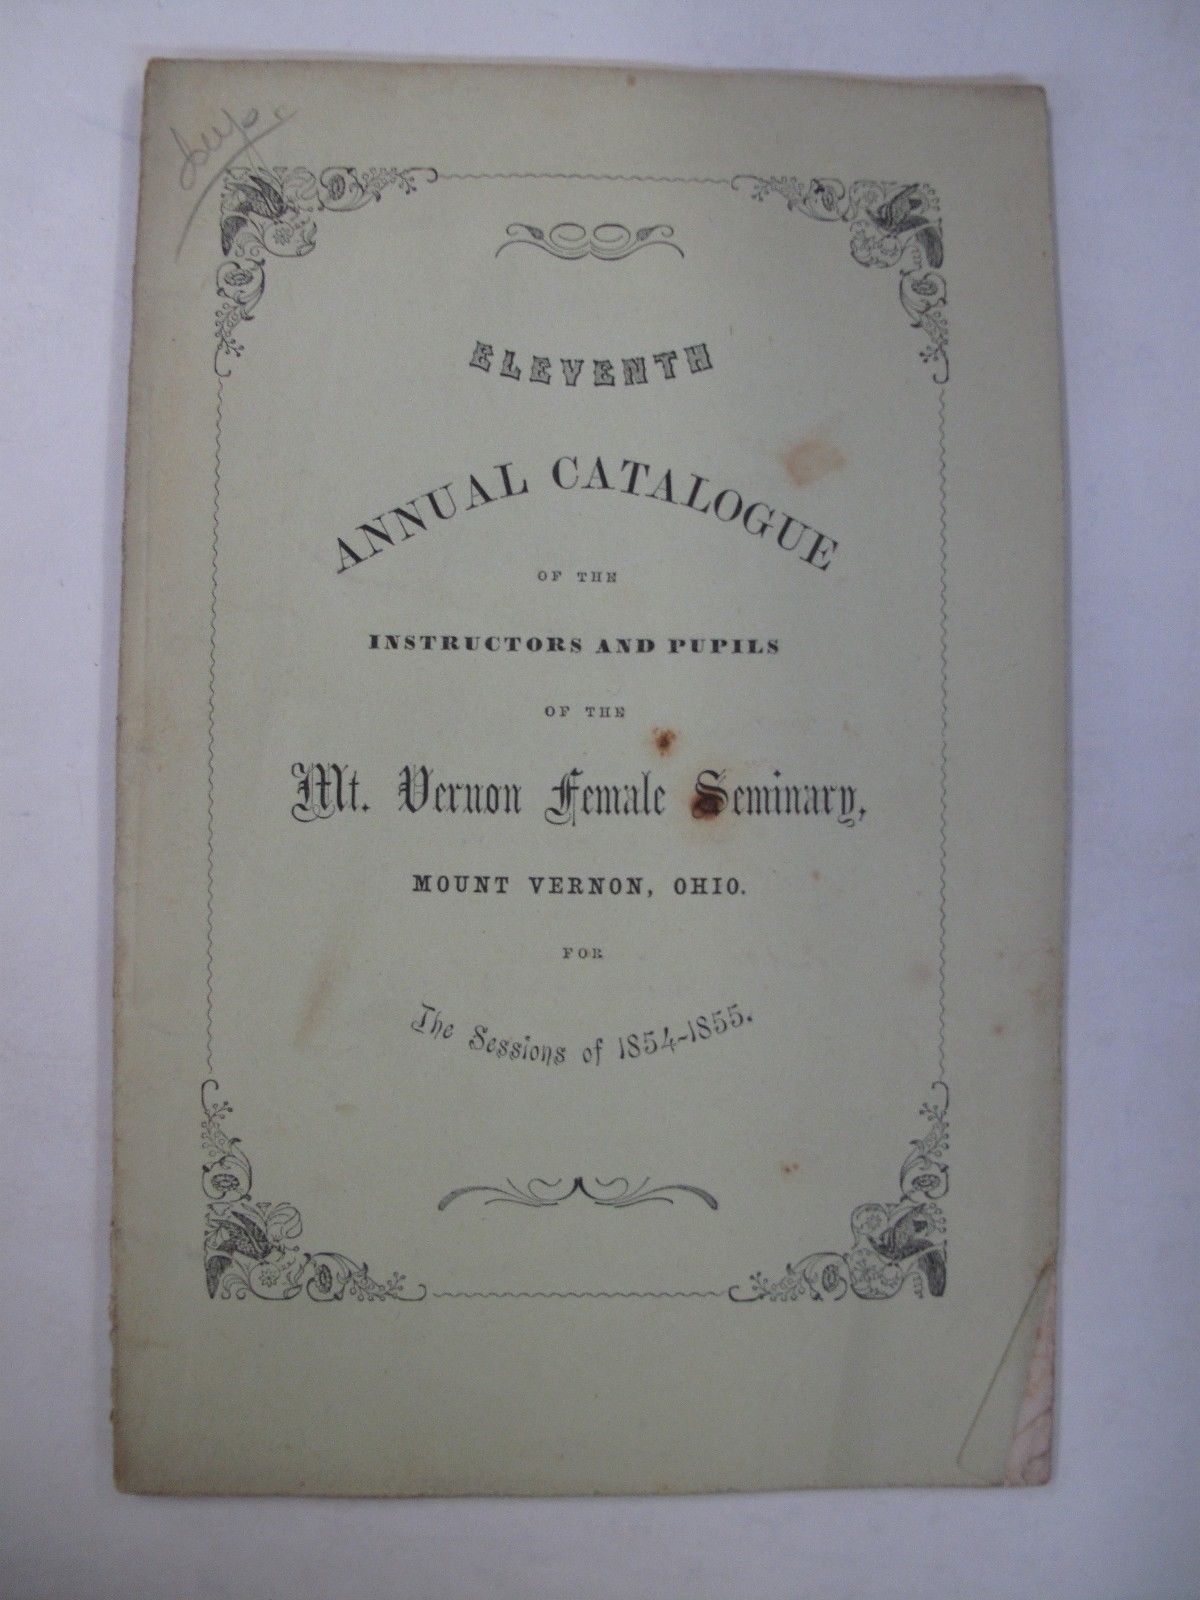 ELEVENTH
ANNUAL CATALOGUE
OF THE
INSTRUCTORS AND PUPILS
OF THE
Mt. Vernon Female Seminary,
MOUNT VERNON, OHIO.
FOR
The Sessions of 1854-1855.